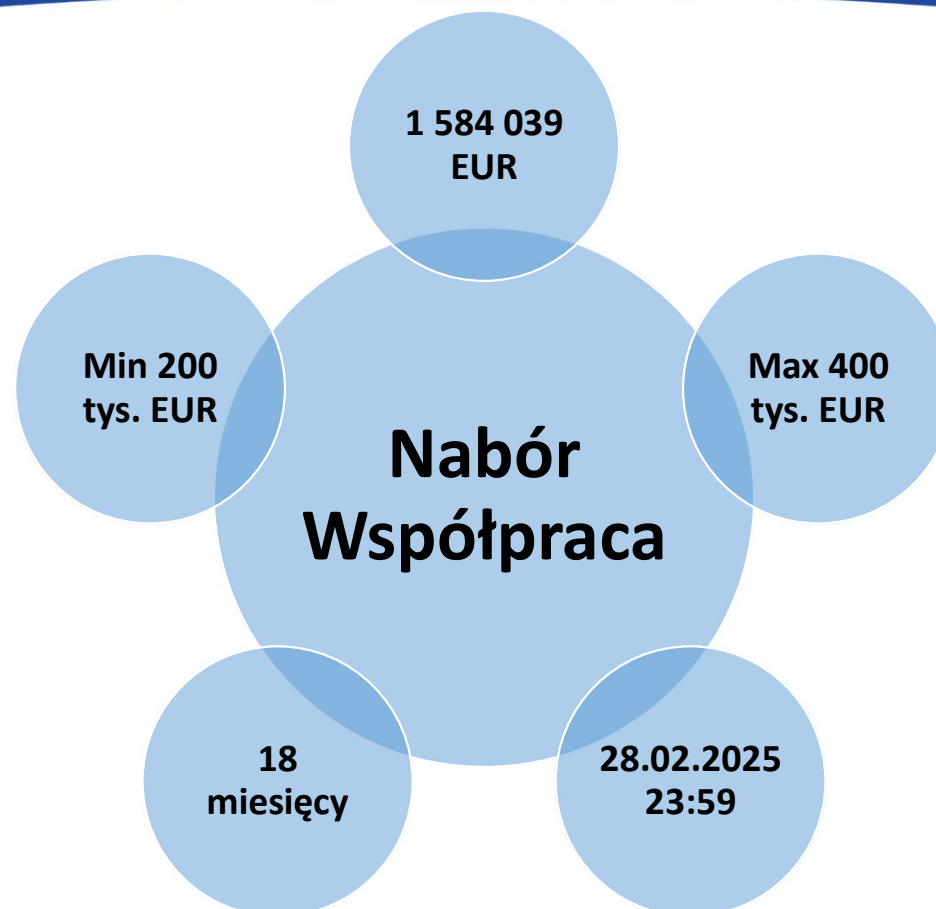 1 584 039
EUR
Min 200
tys. EUR
Max 400
tys. EUR
Nabór
Współpraca
18
miesięcy
28.02.2025
23:59